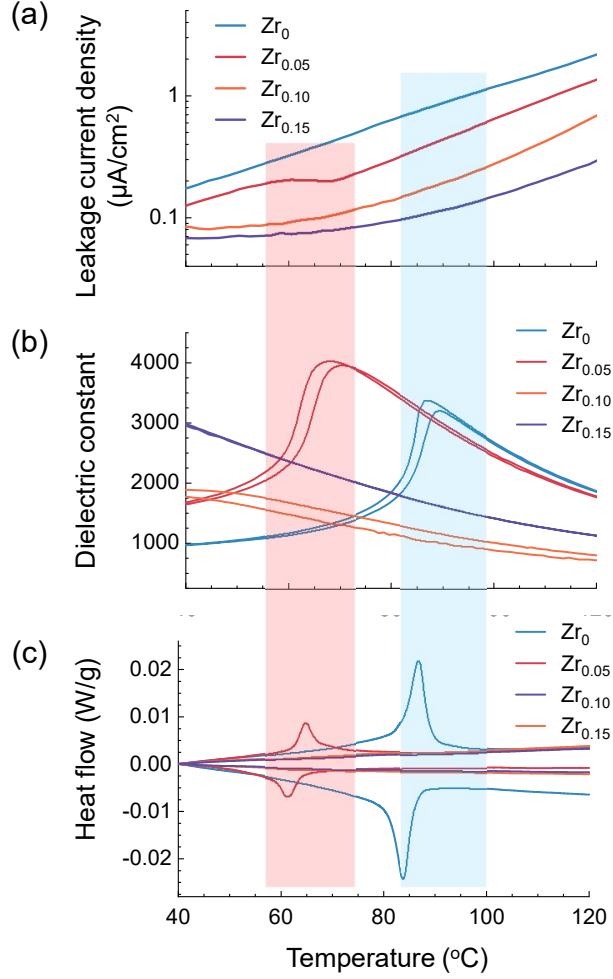 (a)
Zr0
Zr0.05
Zr0.10
Zr0.15
1
0.1
Leakage current density
(μA/cm2)
(b)
Zr0
Zr0.05
Zr0.10
Zr0.15
4000
3000
2000
1000
Dielectric constant
(c)
Zr0
Zr0.05
Zr0.10
Zr0.15
0.02
0.01
0.00
-0.01
-0.02
Heat flow (W/g)
40
60
80
100
120
Temperature (oC)